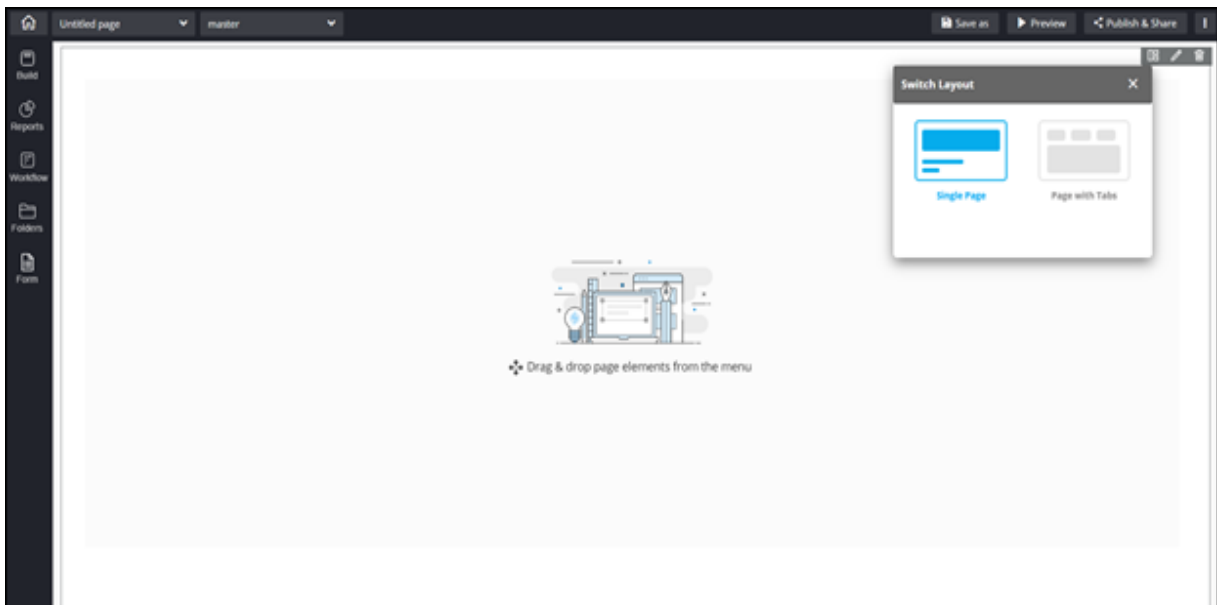 Untitled page
master
Save as
Preview
Publish & Share
Build
Reports
Workflow
Folders
Form
Switch Layout
Single Page
Page with Tabs
Drag & drop page elements from the menu